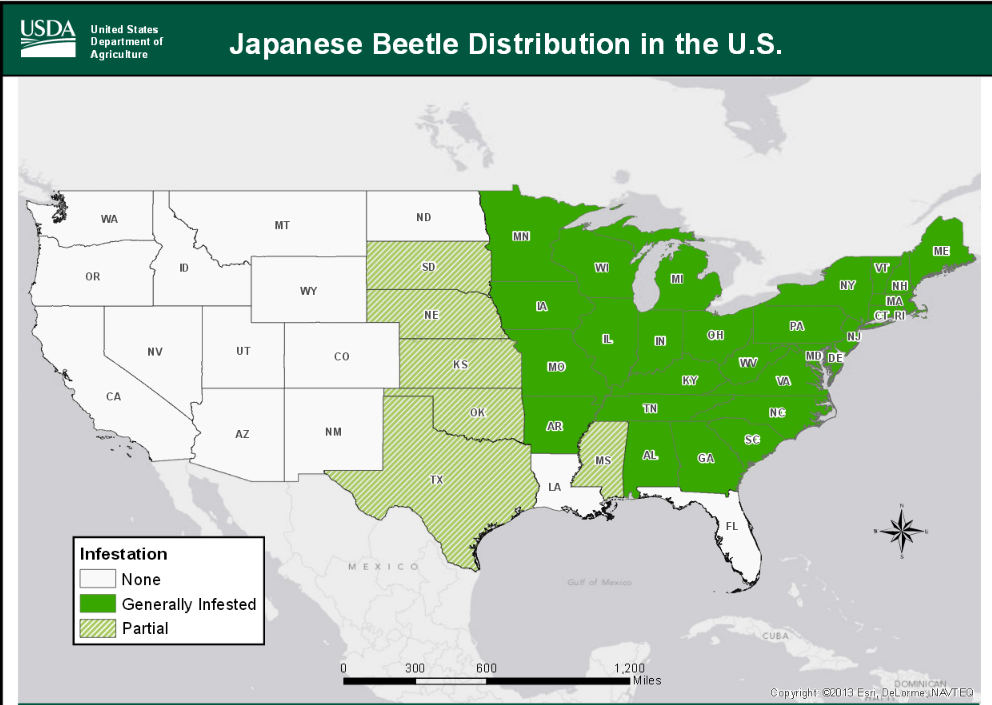 USDA
United States
Department of
Agriculture
Japanese Beetle Distribution in the U.S.
WA
MT
ND
MN
ME
OR
ID
SD
WI
MI
VT
NH
NY
MA
WY
NE
IA
CT RI
NV
UT
CO
KS
IL
IN
OH
PA
NJ
MO
WV
MD DE
CA
KY
VA
AZ
NM
OK
AR
TN
NC
SC
TX
MS
AL
GA
LA
FL
N
W
E
S
Infestation
None
Generally Infested
Partial
MEXICO
Gulf of Mexico
CUBA
0 300 600 1,200
Miles
DOMINICAN
Copyright: ©2013 Esri, DeLorme, NAVTEQ